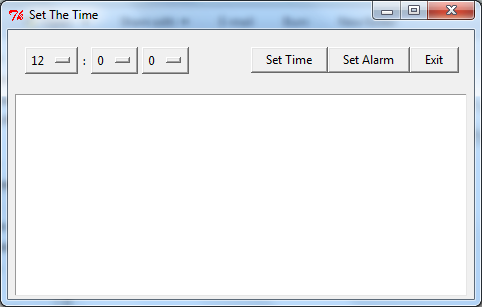 Set The Time
12 : 0 0 Set Time Set Alarm Exit